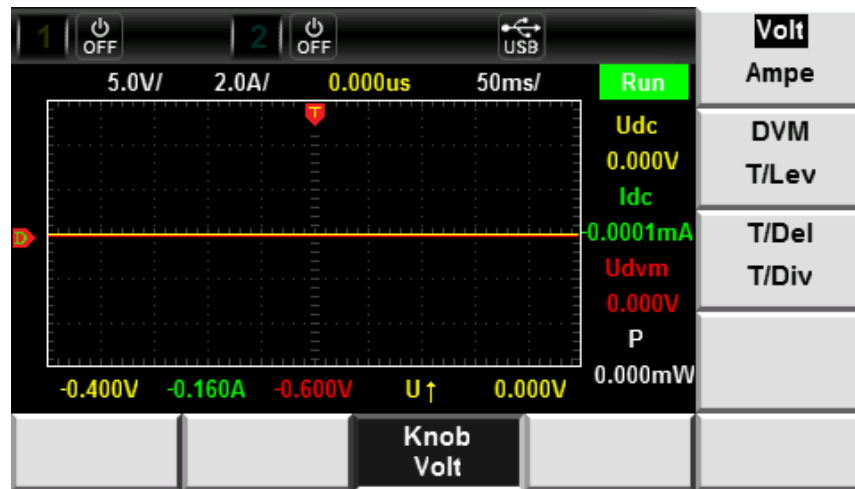 1 OFF 2 OFF USB
5.0V/ 2.0A/ 0.000us 50ms/ Run
T
Udc
0.000V
Idc
D -0.0001mA
Udvm
0.000V
P
0.000mW
-0.400V -0.160A -0.600V U↑ 0.000V
Volt
Ampe
DVM
T/Lev
T/Del
T/Div
Knob
Volt